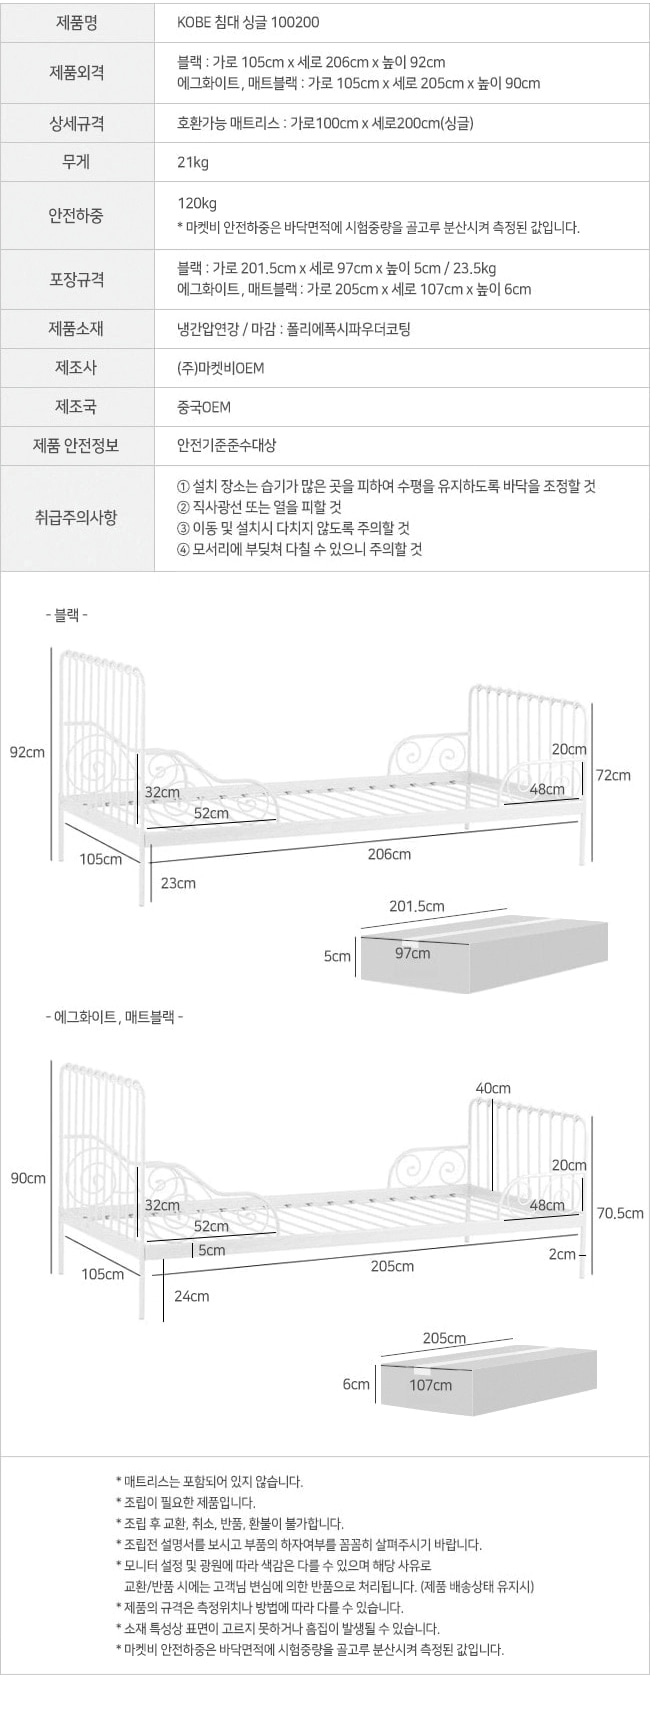 제품명
KOBE 침대 싱글 100200
제품외격
블랙 : 가로 105cm x 세로 206cm x 높이 92cm
에그화이트, 매트블랙 : 가로 105cm x 세로 205cm x 높이 90cm
상세규격
호환가능 매트리스 : 가로100cm x 세로200cm(싱글)
무게
21kg
안전하중
120kg
* 마켓비 안전하중은 바닥면적에 시험중량을 골고루 분산시켜 측정된 값입니다.
포장규격
블랙 : 가로 201.5cm x 세로 97cm x 높이 5cm / 23.5kg
에그화이트, 매트블랙 : 가로 205cm x 세로 107cm x 높이 6cm
제품소재
냉간압연강 / 마감 : 폴리에폭시파우더코팅
제조사
(주)마켓비OEM
제조국
중국OEM
제품 안전정보
안전기준준수대상
취급주의사항
① 설치 장소는 습기가 많은 곳을 피하여 수평을 유지하도록 바닥을 조정할 것
② 직사광선 또는 열을 피할 것
③ 이동 및 설치시 다치지 않도록 주의할 것
④ 모서리에 부딪쳐 다칠 수 있으니 주의할 것
- 블랙 -
92cm
20cm
72cm
32cm
48cm
52cm
105cm
206cm
23cm
201.5cm
5cm
97cm
- 에그화이트, 매트블랙 -
40cm
90cm
20cm
32cm
48cm
70.5cm
52cm
5cm
2cm
105cm
205cm
24cm
205cm
6cm
107cm
* 매트리스는 포함되어 있지 않습니다.
* 조립이 필요한 제품입니다.
* 조립 후 교환, 취소, 반품, 환불이 불가합니다.
* 조립전 설명서를 보시고 부품의 하자여부를 꼼꼼히 살펴주시기 바랍니다.
* 모니터 설정 및 광원에 따라 색감은 다를 수 있으며 해당 사유로
교환/반품 시에는 고객님 변심에 의한 반품으로 처리됩니다. (제품 배송상태 유지시)
* 제품의 규격은 측정위치나 방법에 따라 다를 수 있습니다.
* 소재 특성상 표면이 고르지 못하거나 흠집이 발생될 수 있습니다.
* 마켓비 안전하중은 바닥면적에 시험중량을 골고루 분산시켜 측정된 값입니다.